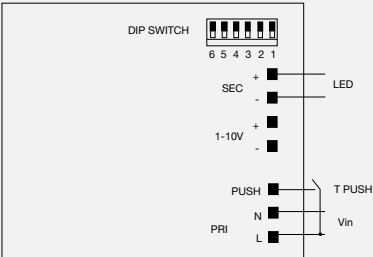 DIP SWITCH
6 5 4 3 2 1
+
SEC
-
LED
+
1-10V
-
PUSH
T PUSH
N
PRI
Vin
L